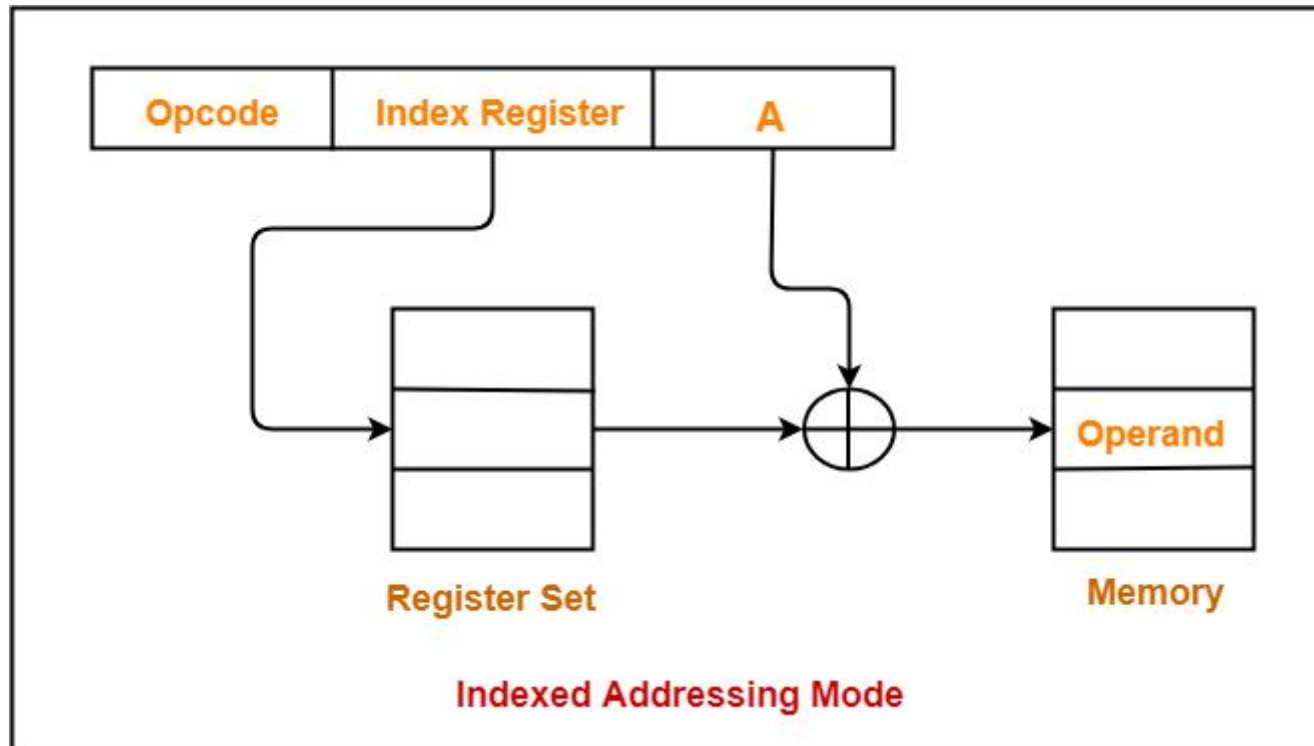 Opcode
Index Register
A
Operand
Register Set
Memory
Indexed Addressing Mode